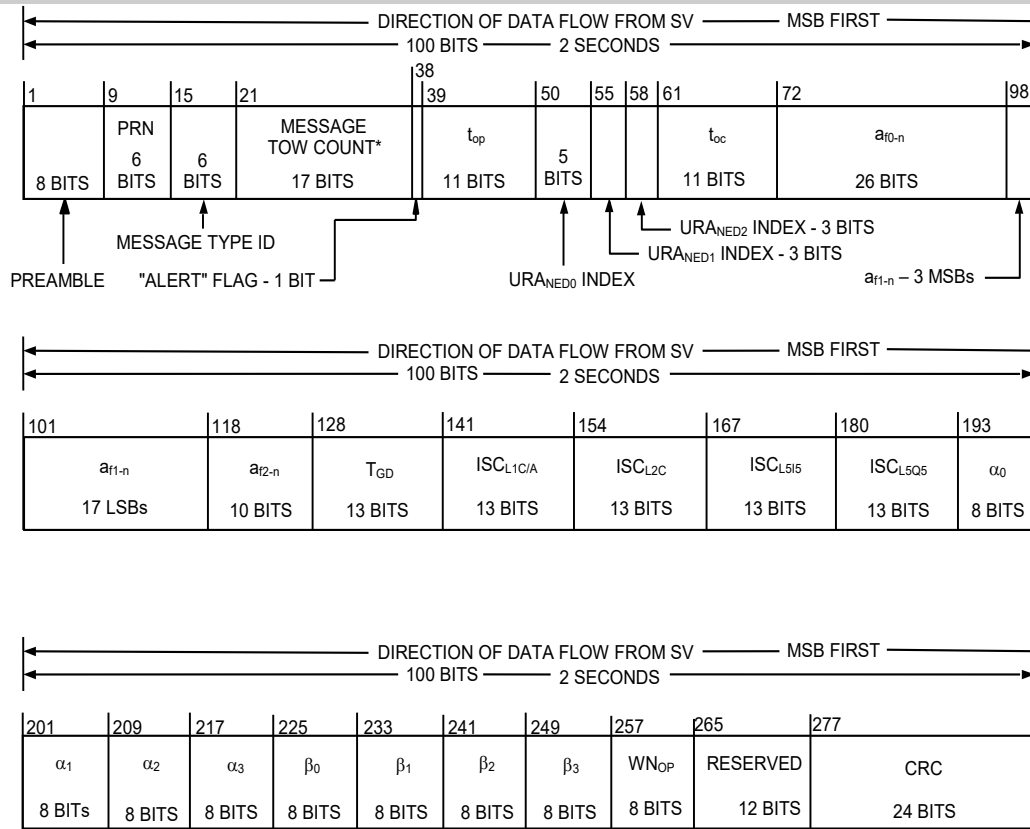 DIRECTION OF DATA FLOW FROM SV MSB FIRST
100 BITS 2 SECONDS
38
1 9 15 21 39 50 55 58 61 72 98
PRN MESSAGE t_op t_oc a_f0-n
TOW COUNT*
6 6 5
8 BITS BITS BITS 17 BITS 11 BITS BITS 11 BITS 26 BITS
URA_NED2 INDEX - 3 BITS
MESSAGE TYPE ID URA_NED1 INDEX - 3 BITS
PREAMBLE "ALERT" FLAG - 1 BIT URA_NED0 INDEX a_f1-n – 3 MSBs
DIRECTION OF DATA FLOW FROM SV MSB FIRST
100 BITS 2 SECONDS
101 118 128 141 154 167 180 193
a_f1-n a_f2-n T_GD ISC_L1C/A ISC_L2C ISC_L5I5 ISC_L5Q5 α_0
17 LSBs 10 BITS 13 BITS 13 BITS 13 BITS 13 BITS 13 BITS 8 BITS
DIRECTION OF DATA FLOW FROM SV MSB FIRST
100 BITS 2 SECONDS
201 209 217 225 233 241 249 257 265 277
α_1 α_2 α_3 β_0 β_1 β_2 β_3 WN_OP RESERVED CRC
8 BITs 8 BITS 8 BITS 8 BITS 8 BITS 8 BITS 8 BITS 8 BITS 12 BITS 24 BITS